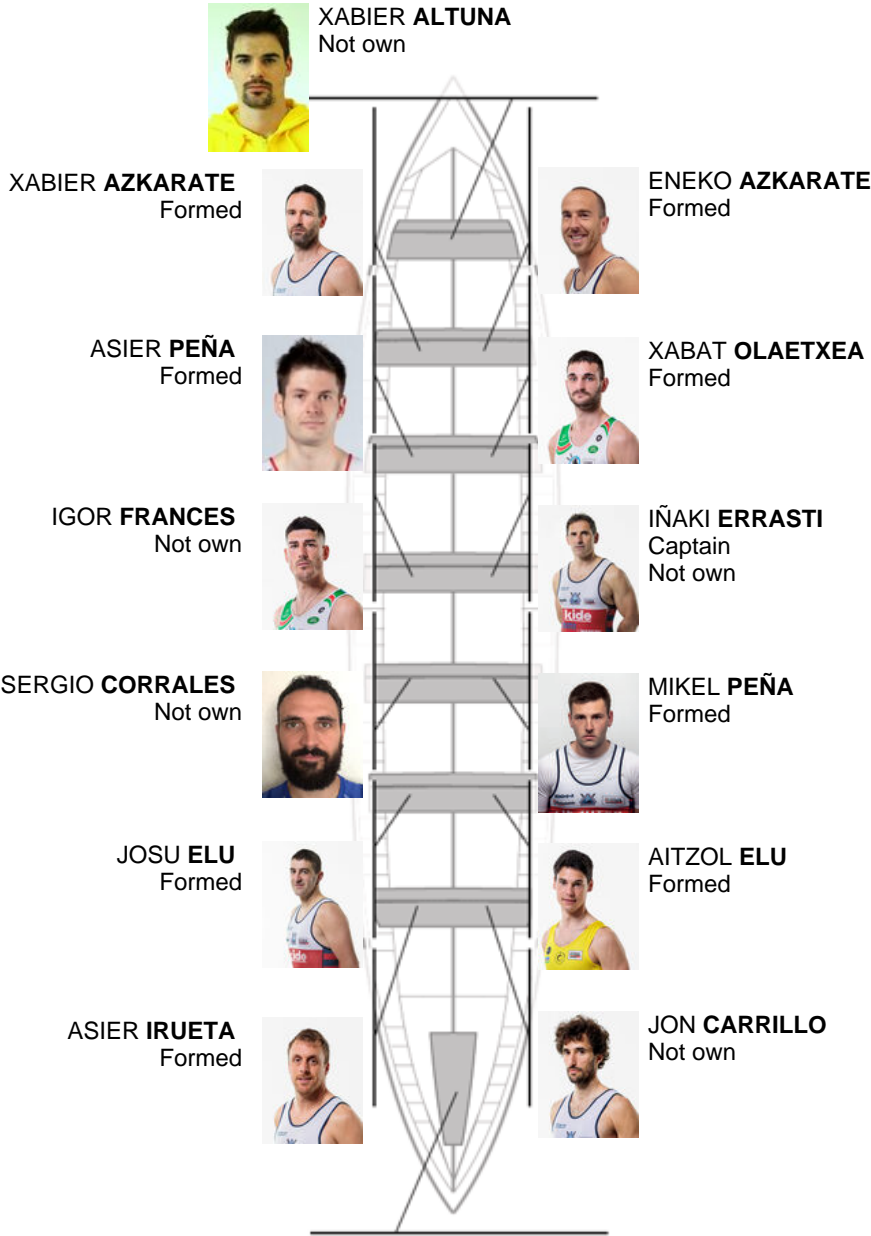 XABIER ALTUNA
Not own
XABIER AZKARATE
Formed
ENEKO AZKARATE
Formed
ASIER PEÑA
Formed
XABAT OLAETXEA
Formed
IGOR FRANCES
Not own
IÑAKI ERRASTI
Captain
Not own
kide
SERGIO CORRALES
Not own
MIKEL PEÑA
Formed
JOSU ELU
Formed
kide
AITZOL ELU
Formed
ASIER IRUETA
Formed
JON CARRILLO
Not own